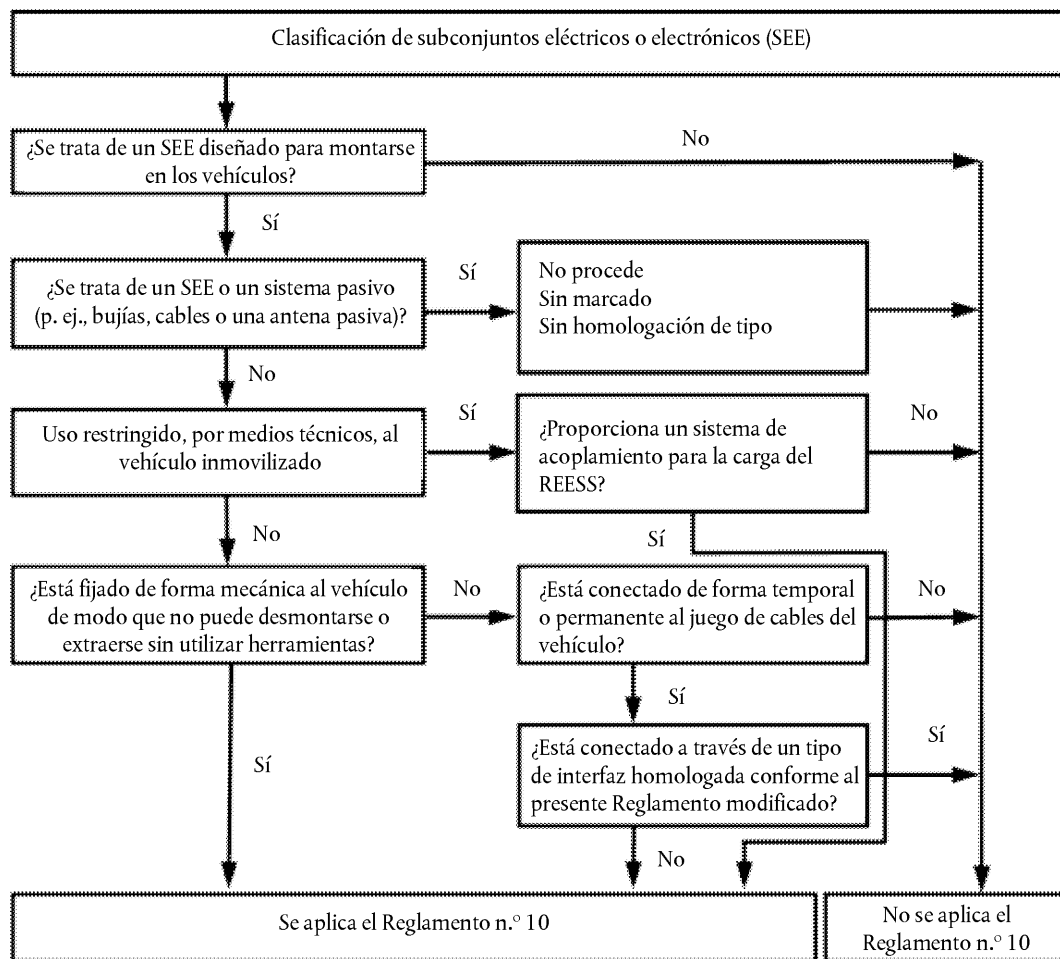 Clasificación de subconjuntos eléctricos o electrónicos (SEE)
¿Se trata de un SEE diseñado para montarse
en los vehículos?
No
Sí
¿Se trata de un SEE o un sistema pasivo
(p. ej., bujías, cables o una antena pasiva)?
Sí
No procede
Sin marcado
Sin homologación de tipo
No
Uso restringido, por medios técnicos, al
vehículo inmovilizado
Sí
¿Proporciona un sistema de
acoplamiento para la carga del
REESS?
No
No
Sí
¿Está fijado de forma mecánica al vehículo
de modo que no puede desmontarse o
extraerse sin utilizar herramientas?
No
¿Está conectado de forma temporal
o permanente al juego de cables del
vehículo?
No
Sí
Sí
¿Está conectado a través de un tipo
de interfaz homologada conforme al
presente Reglamento modificado?
Sí
No
Se aplica el Reglamento n.º 10
No se aplica el
Reglamento n.º 10